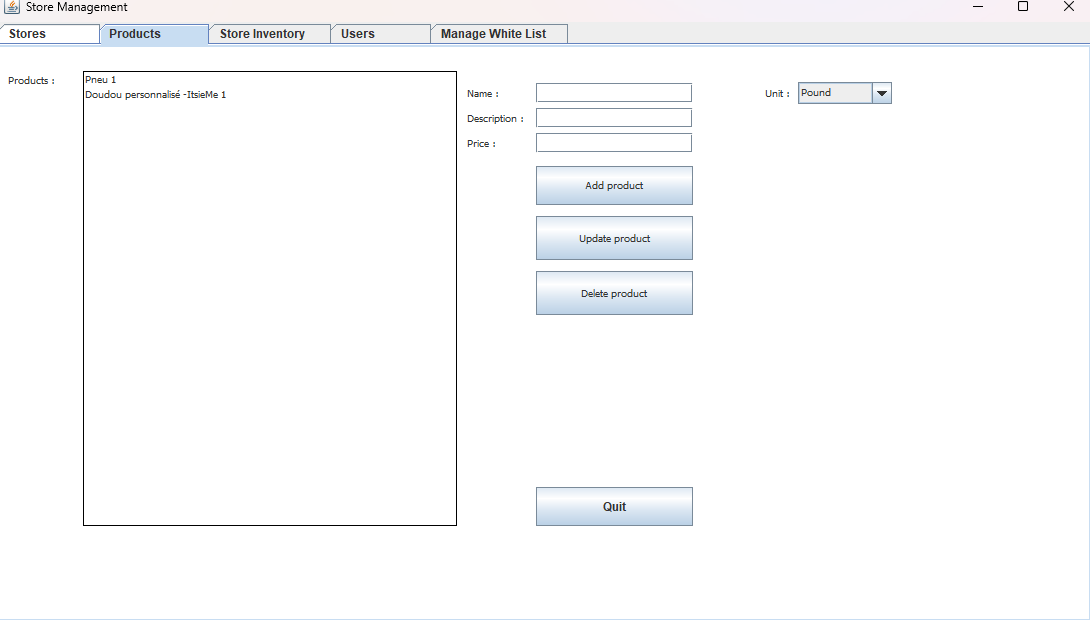 Store Management
Stores Products Store Inventory Users Manage White List
Products :
Pneu 1
Doudou personnalisé -ItsieMe 1
Name :
Description :
Price :
Unit : Pound
Add product
Update product
Delete product
Quit